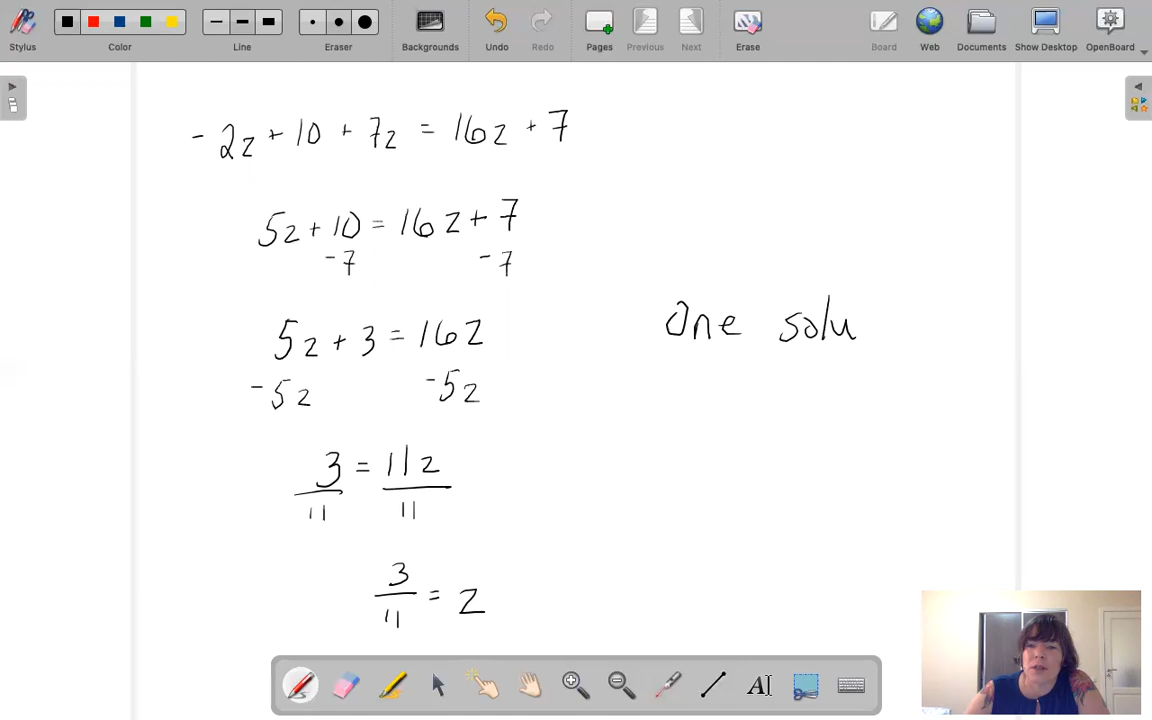 Stylus Color Line Eraser Backgrounds Undo Redo Pages Previous Next Erase Board Web Documents Show Desktop OpenBoard
- 2z + 10 + 7z = 16z + 7
5z + 10 = 16z + 7
-7 -7
5z + 3 = 16z
One solu
-5z -5z
3 = 11z
11 11
3
11 = z
A